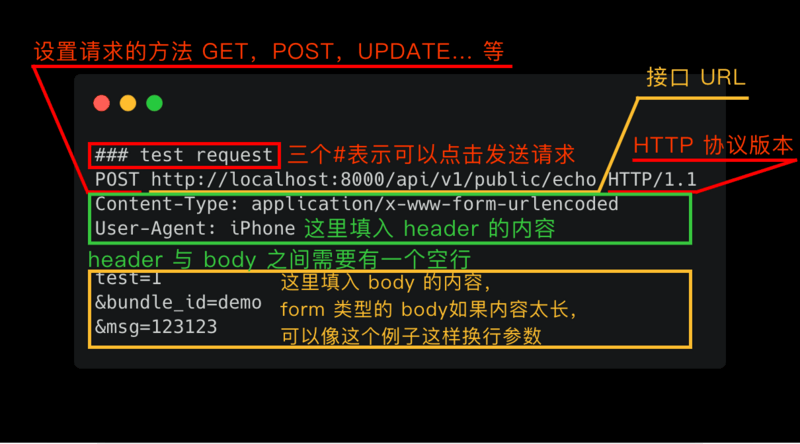 设置请求的方法 GET，POST，UPDATE... 等
接口 URL
### test request 三个#表示可以点击发送请求
HTTP 协议版本
POST http://localhost:8000/api/v1/public/echo HTTP/1.1
Content-Type: application/x-www-form-urlencoded
User-Agent: iPhone 这里填入 header 的内容
header 与 body 之间需要有一个空行
test=1
这里填入 body 的内容，
&bundle_id=demo
form 类型的 body如果内容太长，
&msg=123123
可以像这个例子这样换行参数